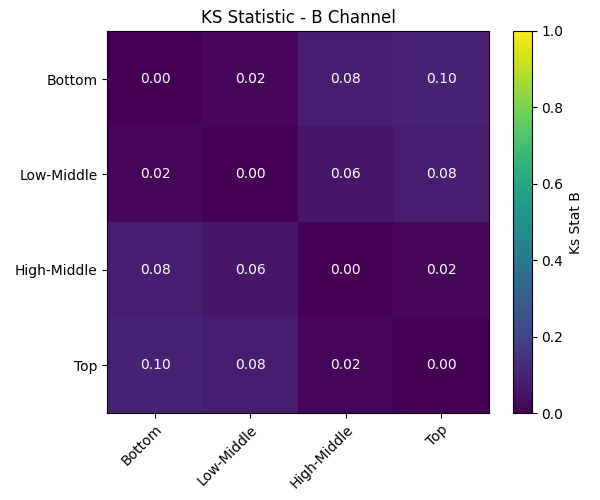 KS Statistic - B Channel
Bottom 0.00 0.02 0.08 0.10
Low-Middle 0.02 0.00 0.06 0.08
High-Middle 0.08 0.06 0.00 0.02
Top 0.10 0.08 0.02 0.00
Bottom Low-Middle High-Middle Top
1.0
0.8
0.6
0.4
0.2
0.0
Ks Stat B